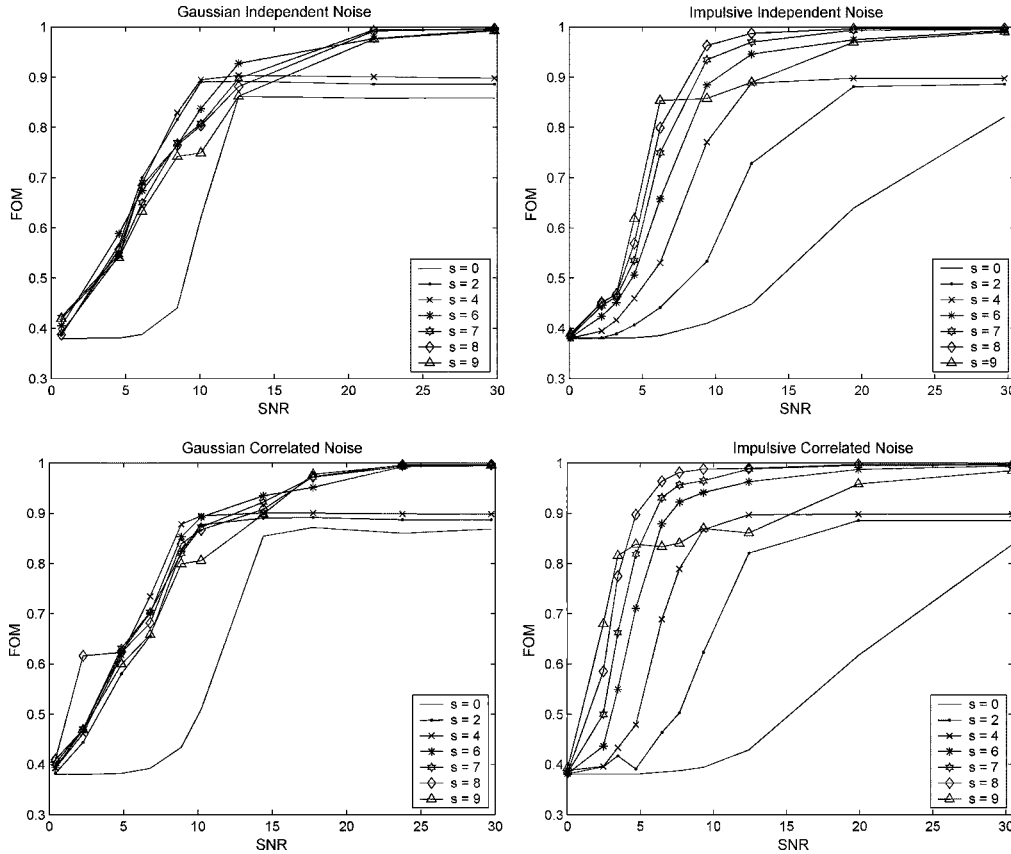 Gaussian Independent Noise
1
0.9
0.8
0.7
0.6
0.5
0.4
0.3
FOM
0
5
10
15
20
25
30
SNR
s = 0
s = 2
s = 4
s = 6
s = 7
s = 8
s = 9
Impulsive Independent Noise
1
0.9
0.8
0.7
0.6
0.5
0.4
0.3
FOM
0
5
10
15
20
25
30
SNR
s = 0
s = 2
s = 4
s = 6
s = 7
s = 8
s =9
Gaussian Correlated Noise
1
0.9
0.8
0.7
0.6
0.5
0.4
0.3
FOM
0
5
10
15
20
25
30
SNR
s = 0
s = 2
s = 4
s = 6
s = 7
s = 8
s = 9
Impulsive Correlated Noise
1
0.9
0.8
0.7
0.6
0.5
0.4
0.3
FOM
0
5
10
15
20
25
30
SNR
s = 0
s = 2
s = 4
s = 6
s = 7
s = 8
s = 9